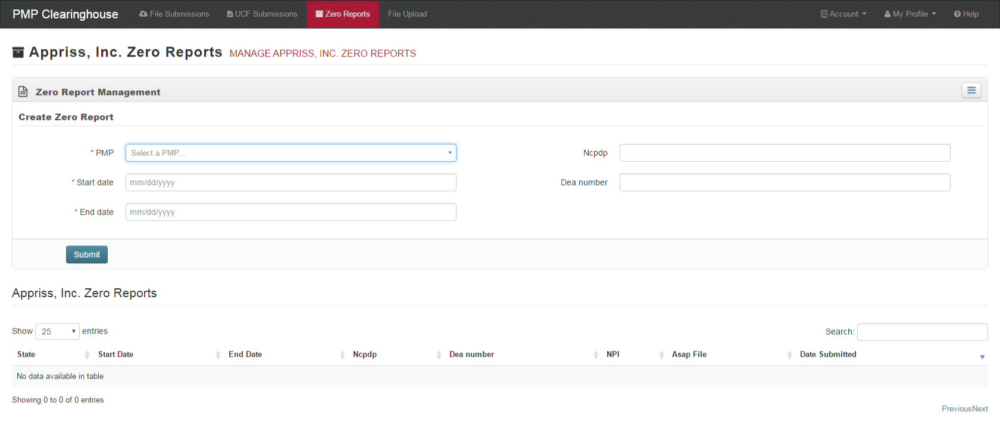 PMP Clearinghouse File Submissions UCF Submissions Zero Reports File Upload Account My Profile Help
Appriss, Inc. Zero Reports MANAGE APPRISS, INC. ZERO REPORTS
Zero Report Management
Create Zero Report
* PMP Select a PMP... Ncpdp
* Start date mm/dd/yyyy Dea number
* End date mm/dd/yyyy
Submit
Appriss, Inc. Zero Reports
Show 25 entries Search:
State Start Date End Date Ncpdp Dea number NPI Asap File Date Submitted
No data available in table
Showing 0 to 0 of 0 entries
PreviousNext